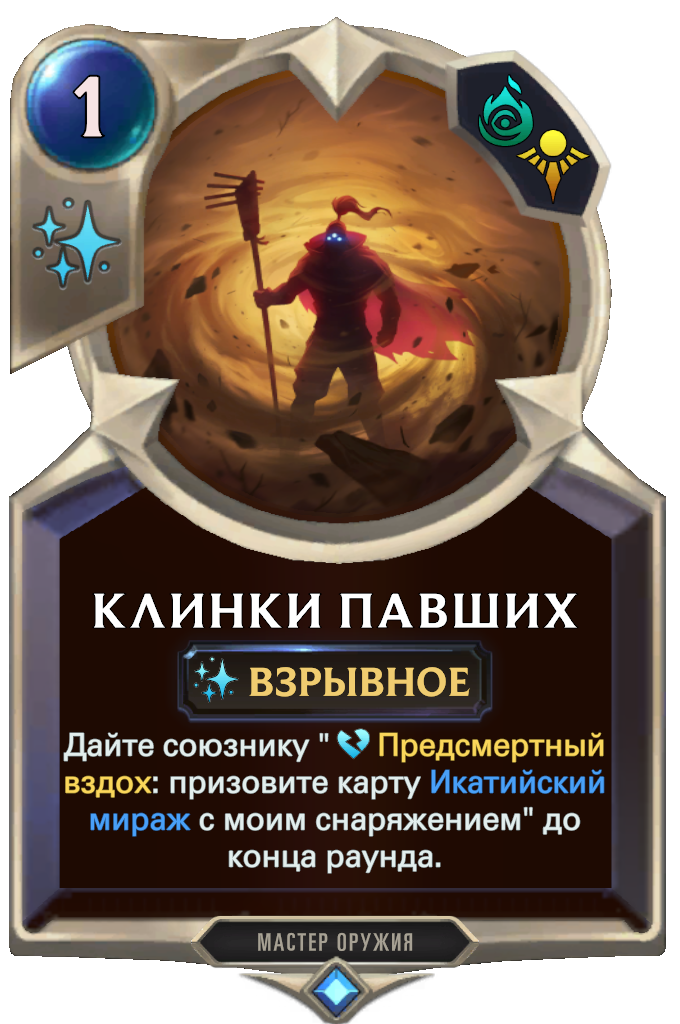 1
КЛИНКИ ПАВШИХ
ВЗРЫВНОЕ
Дайте союзнику " Предсмертный
вздох: призовите карту Икатийский
мираж с моим снаряжением" до
конца раунда.
МАСТЕР ОРУЖИЯ